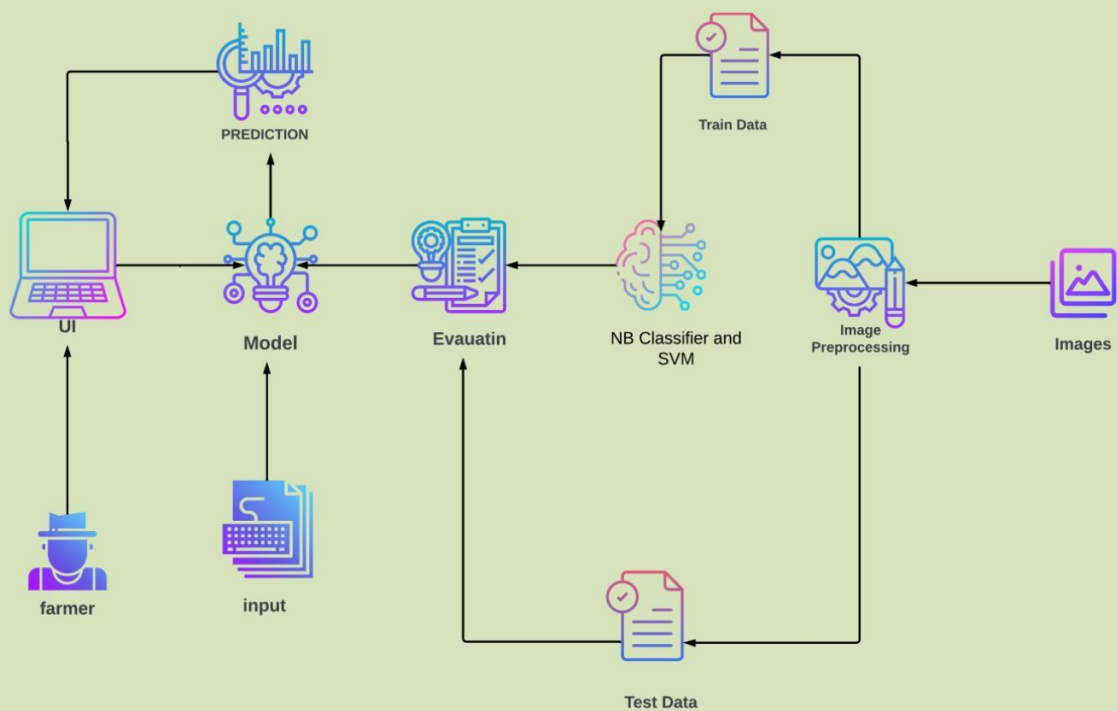 PREDICTION
Train Data
UI
Model
Evauatin
NB Classifier and
SVM
Image
Preprocessing
Images
farmer
input
Test Data